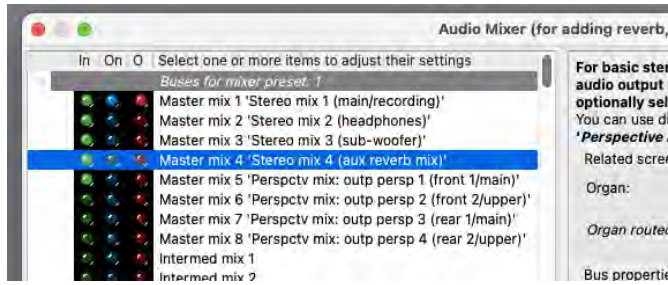 Audio Mixer (for adding reverb,
In On O Select one or more items to adjust their settings
Buses for mixer preset: 1
Master mix 1 'Stereo mix 1 (main/recording)'
Master mix 2 'Stereo mix 2 (headphones)'
Master mix 3 'Stereo mix 3 (sub-woofer)'
Master mix 4 'Stereo mix 4 (aux reverb mix)'
Master mix 5 'Perspctv mix: outp persp 1 (front 1/main)'
Master mix 6 'Perspctv mix: outp persp 2 (front 2/upper)'
Master mix 7 'Perspctv mix: outp persp 3 (rear 1/main)'
Master mix 8 'Perspctv mix: outp persp 4 (rear 2/upper)'
Intermed mix 1
Intermed mix 2
For basic ster
audio output
optionally sel
You can use di
'Perspective
Related scree
Organ:
Organ routed
Bus propertie